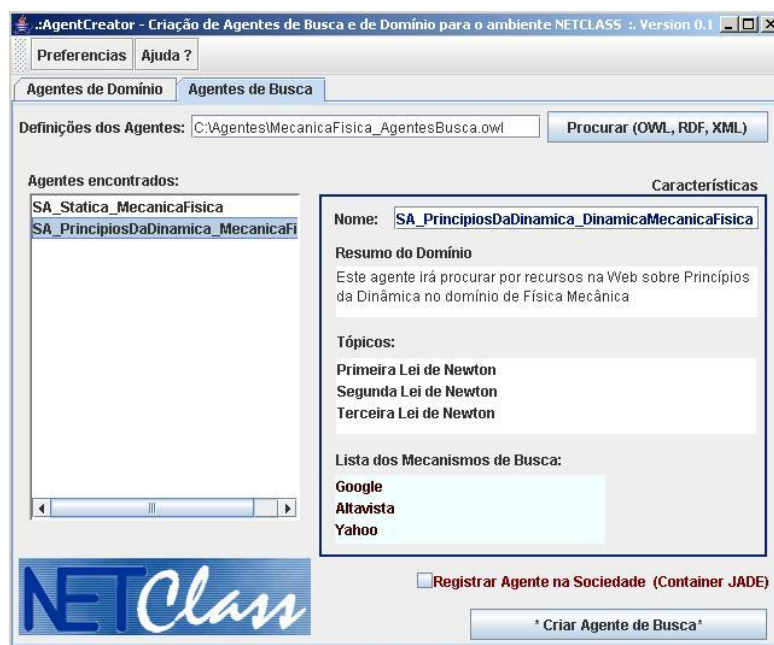 .:AgentCreator - Criação de Agentes de Busca e de Domínio para o ambiente NETCLASS :. Version 0.1
Preferencias Ajuda ?
Agentes de Domínio Agentes de Busca
Definições dos Agentes: C:\Agentes\MecanicaFisica_AgentesBusca.owl Procurar (OWL, RDF, XML)
Agentes encontrados:
SA_Statica_MecanicaFisica
SA_PrincipiosDaDinamica_MecanicaFi
Características
Nome: SA_PrincipiosDaDinamica_DinamicaMecanicaFisica
Resumo do Domínio
Este agente irá procurar por recursos na Web sobre Princípios
da Dinâmica no domínio de Física Mecânica
Tópicos:
Primeira Lei de Newton
Segunda Lei de Newton
Terceira Lei de Newton
Lista dos Mecanismos de Busca:
Google
Altavista
Yahoo
NETClass
Registrar Agente na Sociedade (Container JADE)
* Criar Agente de Busca*